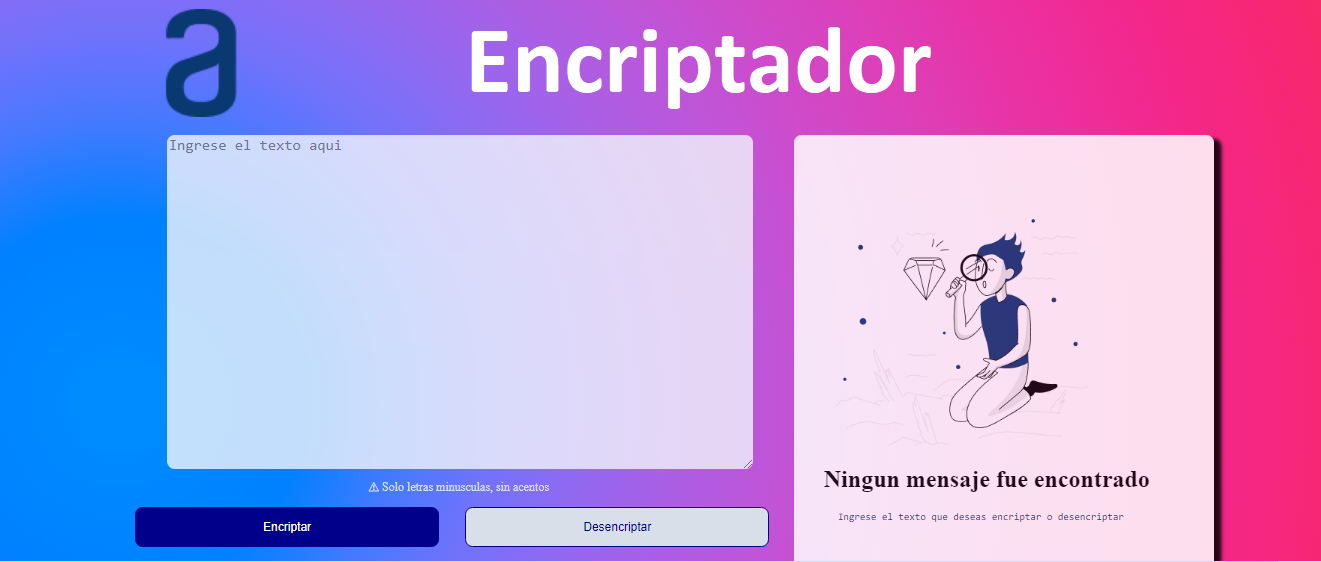 a
Encriptador
Ingrese el texto aqui
⚠ Solo letras minusculas, sin acentos
Encriptar
Desencriptar
Ningun mensaje fue encontrado
Ingrese el texto que deseas encriptar o desencriptar